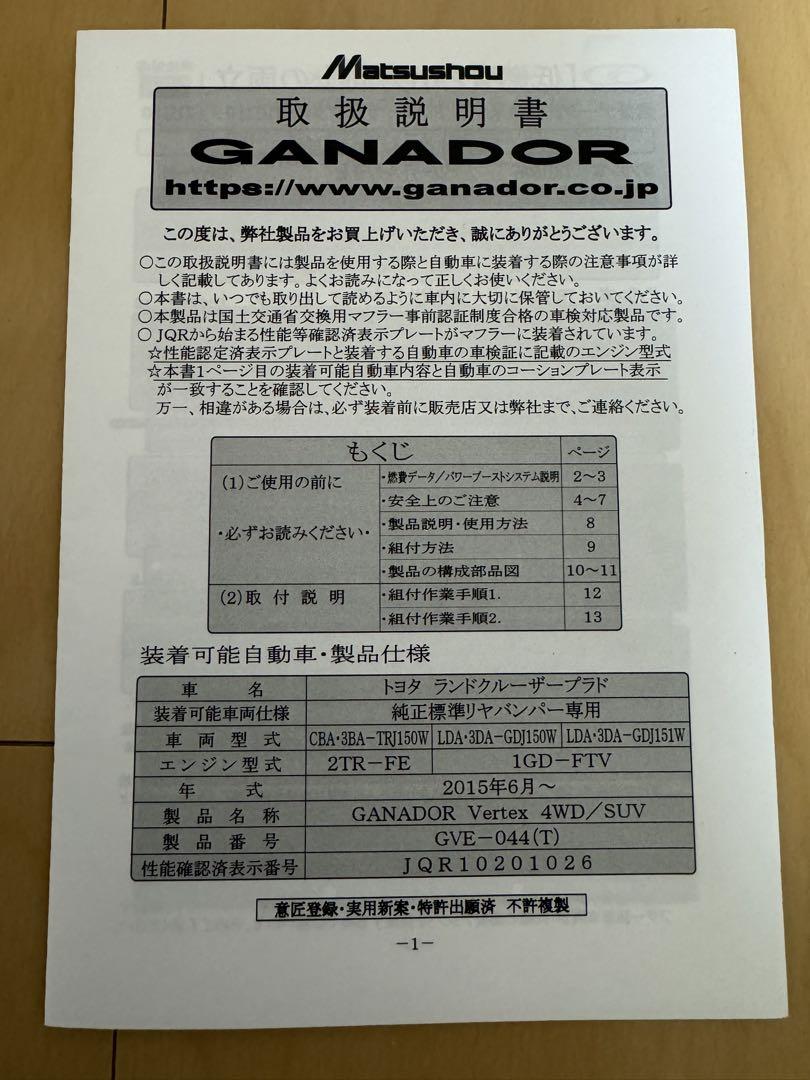 Matsushou
取扱説明書
GANADOR
https://www.ganador.co.jp
この度は、弊社製品をお買上げいただき、誠にありがとうございます。
○この取扱説明書には製品を使用する際と自動車に装着する際の注意事項が詳
しく記載してあります。よくお読みになって正しくお使いください。
○本書は、いつでも取り出して読めるように車内に大切に保管しておいてください。
○本製品は国土交通省交換用マフラー事前認証制度合格の車検対応製品です。
○JQRから始まる性能等確認済表示プレートがマフラーに装着されています。
☆性能認定済表示プレートと装着する自動車の車検証に記載のエンジン型式
☆本書1ページ目の装着可能自動車内容と自動車のコーションプレート表示
が一致することを確認してください。
万一、相違がある場合は、必ず装着前に販売店又は弊社まで、ご連絡ください。
もくじ ページ
(1)ご使用の前に ・燃費データ/パワーブーストシステム説明 2～3
・安全上のご注意 4～7
・必ずお読みください・ ・製品説明・使用方法 8
・組付方法 9
・製品の構成部品図 10～11
(2)取付説明 ・組付作業手順1. 12
・組付作業手順2. 13
装着可能自動車・製品仕様
車名 トヨタ ランドクルーザープラド
装着可能車両仕様 純正標準リヤバンパー専用
車両型式 CBA・3BA-TRJ150W LDA・3DA-GDJ150W LDA・3DA-GDJ151W
エンジン型式 2TR-FE 1GD-FTV
年式 2015年6月～
製品名称 GANADOR Vertex 4WD/SUV
製品番号 GVE-044(T)
性能確認済表示番号 JQR10201026
意匠登録・実用新案・特許出願済 不許複製
-1-